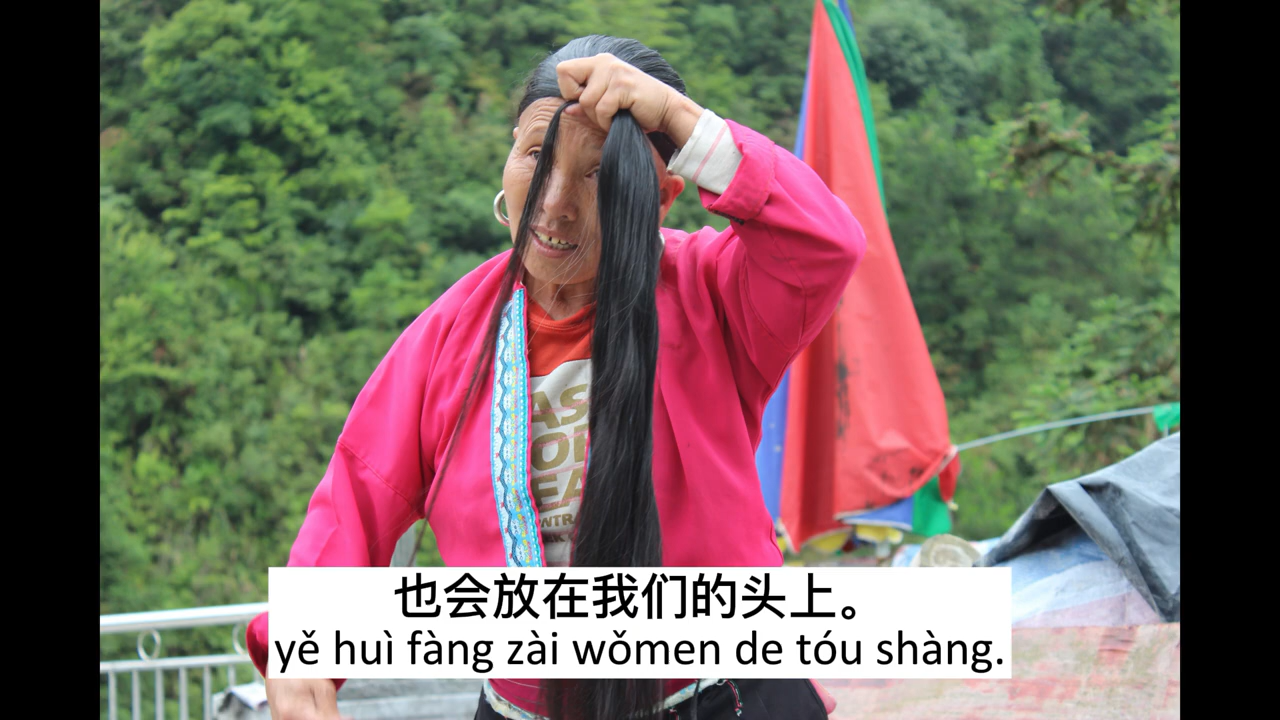 也会放在我们的头上。
yě huì fàng zài wǒmen de tóu shàng.